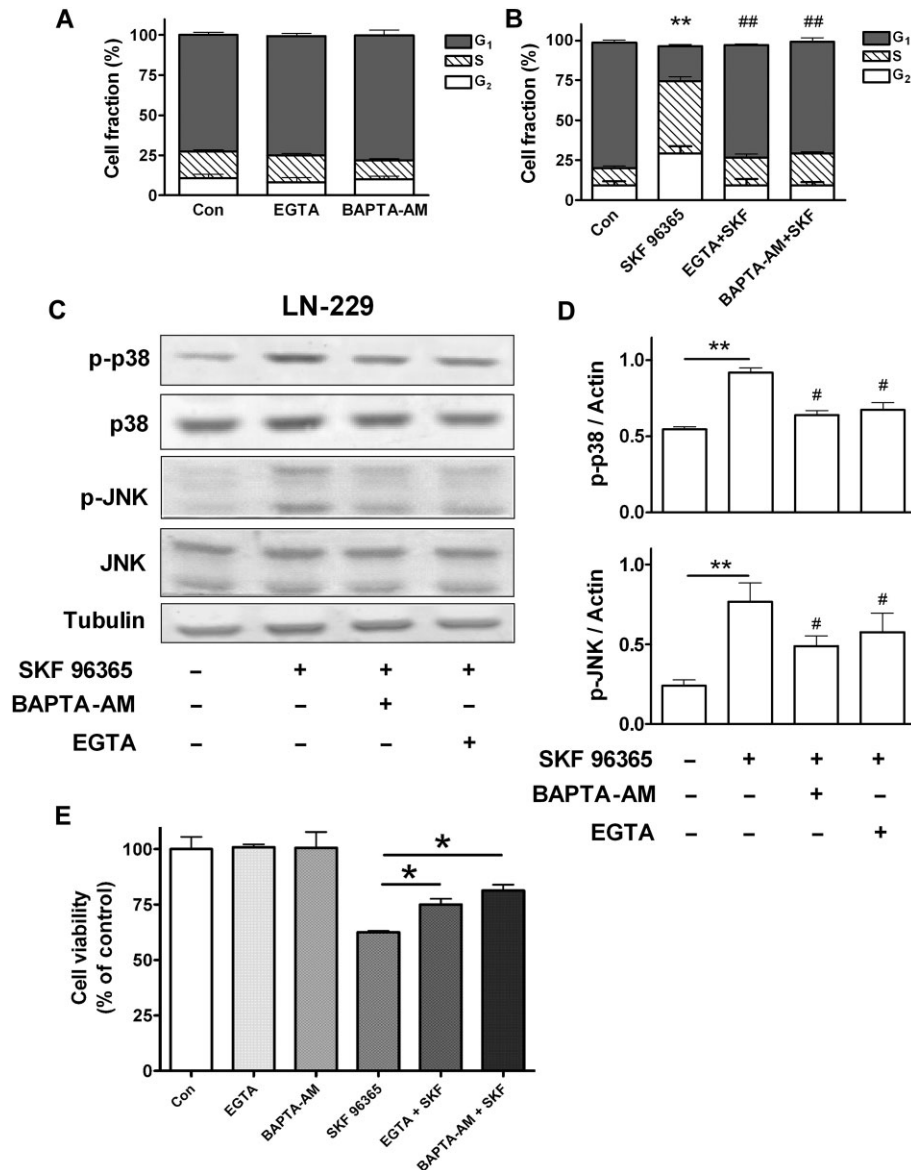 A
Cell fraction (%)
100
75
50
25
0
Con EGTA BAPTA-AM
G1
S
G2
B
Cell fraction (%)
100
75
50
25
0
** ## ##
Con SKF 96365 EGTA+SKF BAPTA-AM+SKF
G1
S
G2
C
LN-229
p-p38
p38
p-JNK
JNK
Tubulin
SKF 96365 – + + +
BAPTA-AM – – + –
EGTA – – – +
D
p-p38 / Actin
1.0
0.5
0.0
** # #
p-JNK / Actin
1.0
0.5
0.0
** # #
SKF 96365 – + + +
BAPTA-AM – – + –
EGTA – – – +
E
Cell viability
(% of control)
100
75
50
25
0
*
*
Con EGTA BAPTA-AM SKF 96365 EGTA + SKF BAPTA-AM + SKF